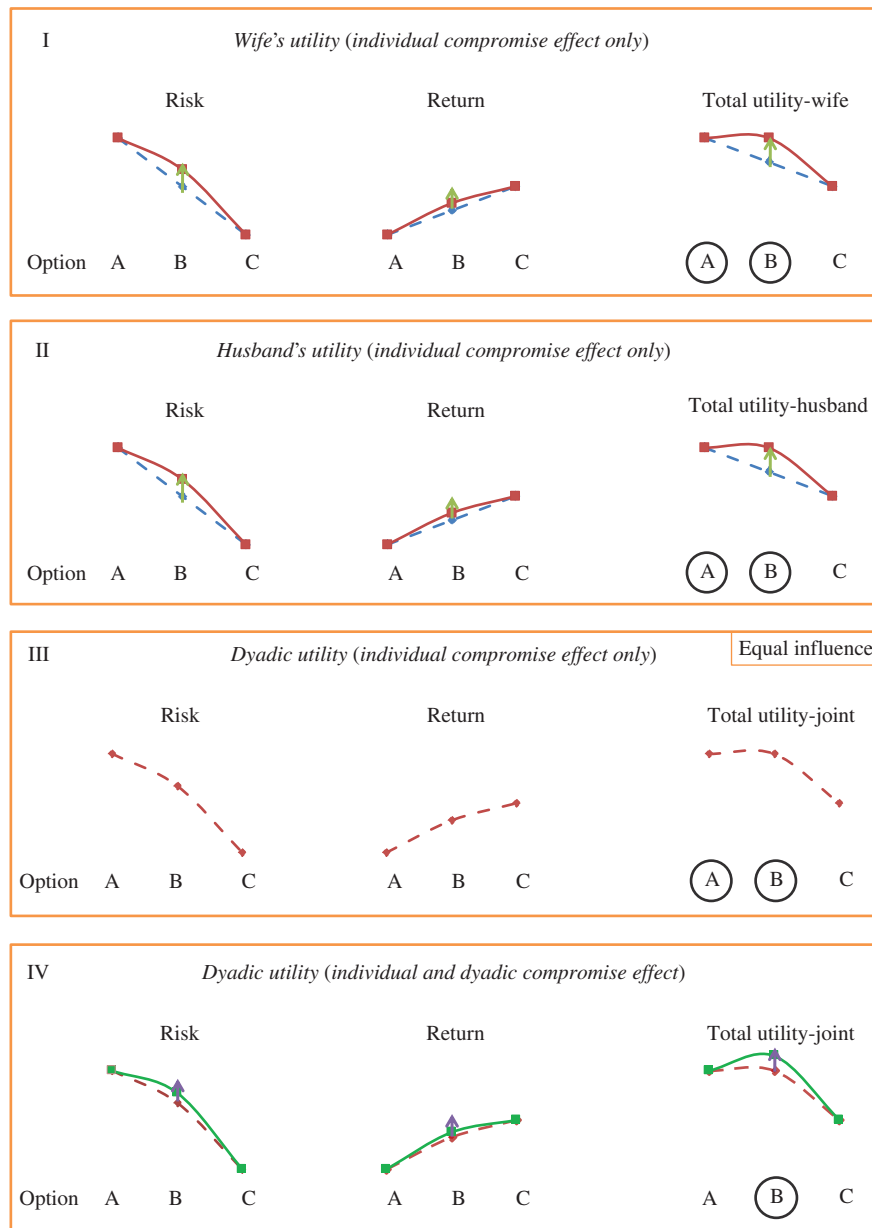 I
Wife's utility (individual compromise effect only)
Risk Return Total utility-wife
Option A B C A B C A B C
II
Husband's utility (individual compromise effect only)
Risk Return Total utility-husband
Option A B C A B C A B C
III
Dyadic utility (individual compromise effect only)
Equal influence
Risk Return Total utility-joint
Option A B C A B C A B C
IV
Dyadic utility (individual and dyadic compromise effect)
Risk Return Total utility-joint
Option A B C A B C A B C